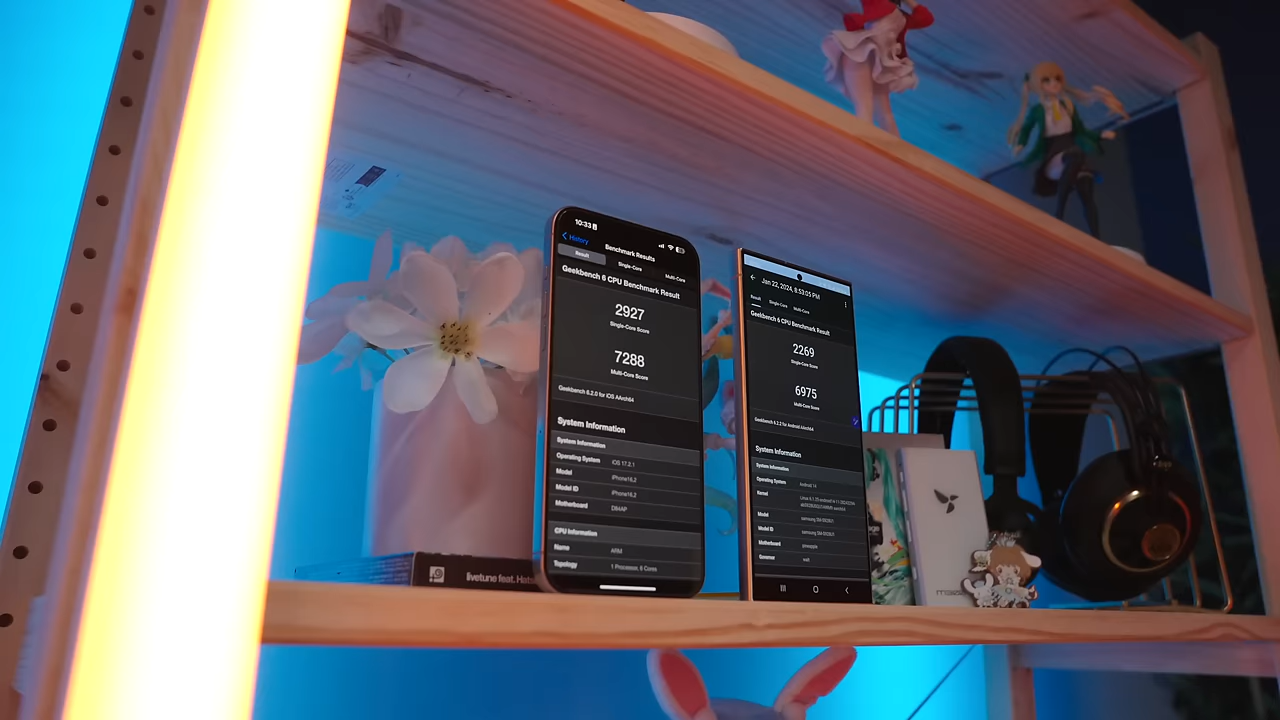 10:33
History
Benchmark Results
Result
Single-Core
Multi-Core
Geekbench 6 CPU Benchmark Result
2927
Single-Core Score
7288
Multi-Core Score
Geekbench 6.2.0 for iOS AArch64
System Information
System Information
Operating System iOS 17.2.1
Model iPhone16,2
Model ID iPhone16,2
Motherboard D84AP
CPU Information
Name ARM
Topology 1 Processor, 6 Cores
Jan 22, 2024, 8:53:05 PM
Result
Single-Core
Multi-Core
Geekbench 6 CPU Benchmark Result
2269
Single-Core Score
6975
Multi-Core Score
Geekbench 6.2.2 for Android AArch64
System Information
System Information
Operating System Android 14
Kernel
Model
Model ID
Motherboard pineapple
Governor walt
livetune feat.